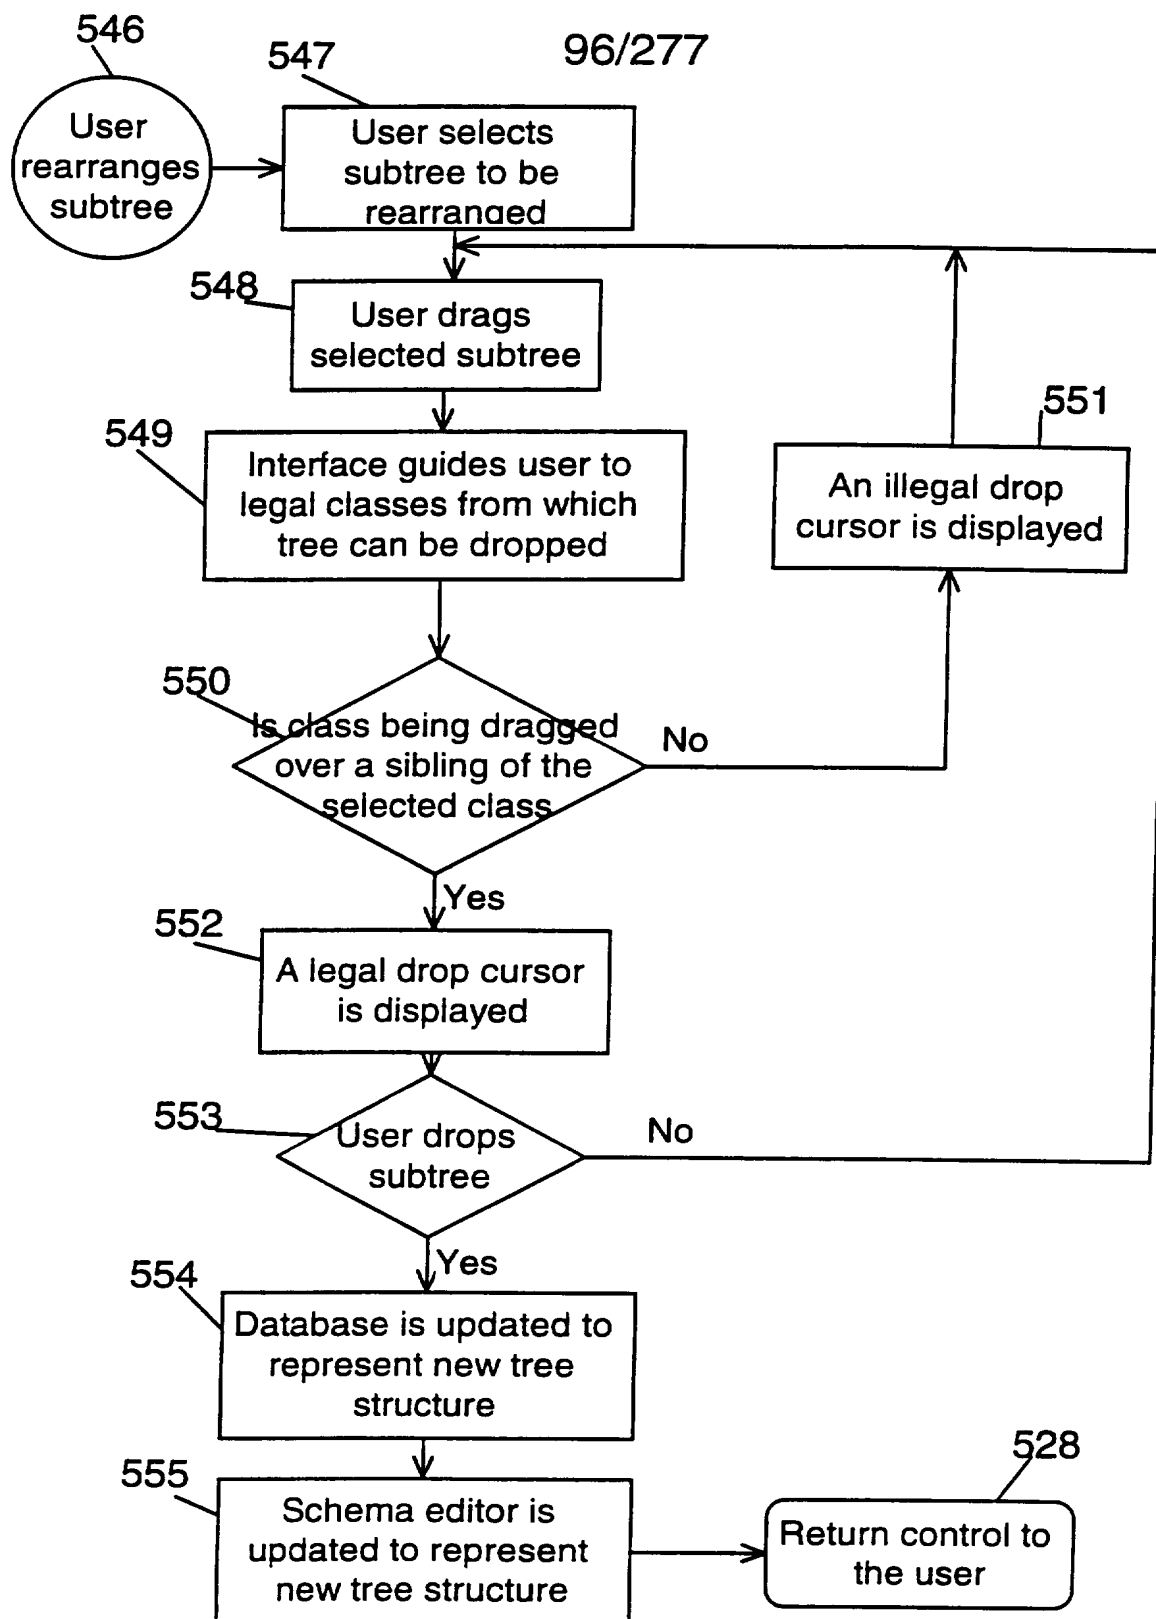 546
547
96/277
User
rearranges
subtree
User selects
subtree to be
rearranged
548
User drags
selected subtree
549
Interface guides user to
legal classes from which
tree can be dropped
551
An illegal drop
cursor is displayed
550
Is class being dragged
over a sibling of the
selected class
No
Yes
552
A legal drop cursor
is displayed
553
User drops
subtree
No
Yes
554
Database is updated to
represent new tree
structure
555
Schema editor is
updated to represent
new tree structure
528
Return control to
the user